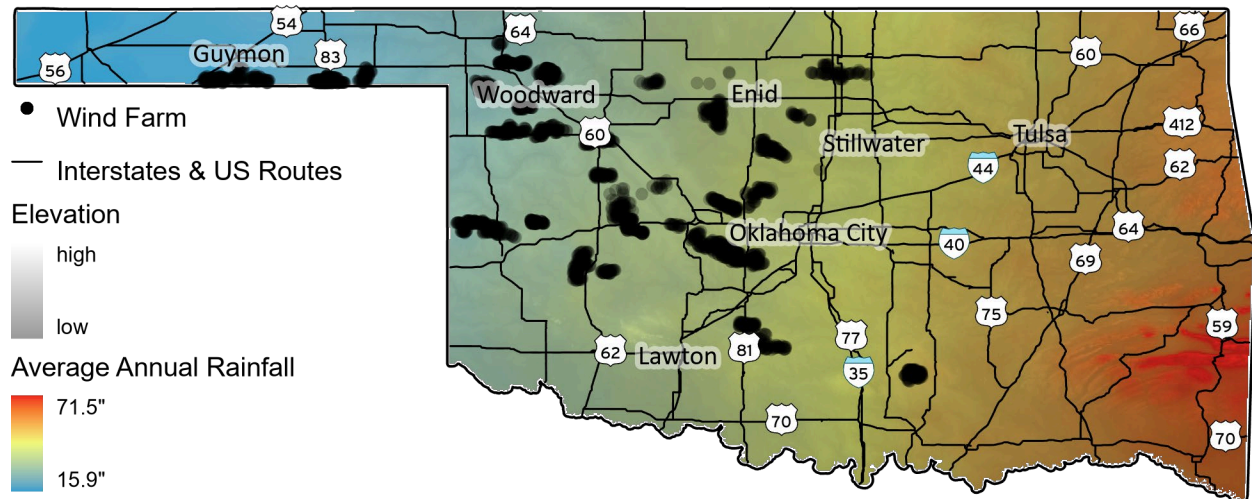 54
64
66
Guymon
83
60
56
Woodward
Enid
Wind Farm
60
412
Tulsa
Stillwater
44
62
Interstates & US Routes
Elevation
high
low
Oklahoma City
64
40
69
75
59
77
62
Lawton
81
35
Average Annual Rainfall
71.5"
15.9"
70
70